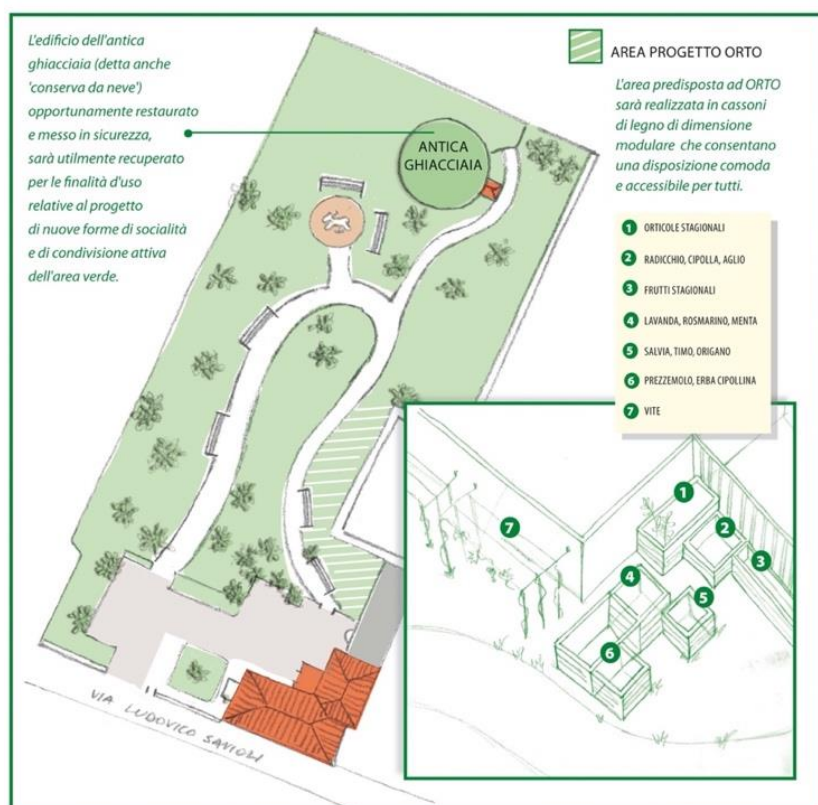 L'edificio dell'antica
ghiacciaia (detta anche
'conserva da neve')
opportunamente restaurato
e messo in sicurezza,
sarà utilmente recuperato
per le finalità d'uso
relative al progetto
di nuove forme di socialità
e di condivisione attiva
dell'area verde.
AREA PROGETTO ORTO
L'area predisposta ad ORTO
sarà realizzata in cassoni
di legno di dimensione
modulare che consentano
una disposizione comoda
e accessibile per tutti.
ANTICA
GHIACCIAIA
1 ORTICOLE STAGIONALI
2 RADICCHIO, CIPOLLA, AGLIO
3 FRUTTI STAGIONALI
4 LAVANDA, ROSMARINO, MENTA
5 SALVIA, TIMO, ORIGANO
6 PREZZEMOLO, ERBA CIPOLLINA
7 VITE
1
2
3
7
4
5
6
VIA LUDOVICO SAVIOLI